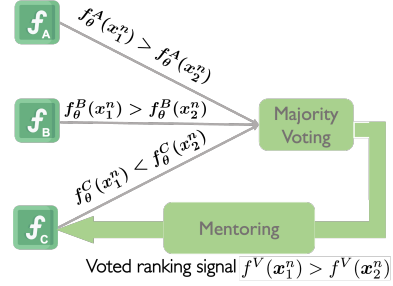 f_A
f_θ^A(x_1^n) > f_θ^A(x_2^n)
f_B
f_θ^B(x_1^n) > f_θ^B(x_2^n)
Majority
Voting
f_θ^C(x_1^n) < f_θ^C(x_2^n)
f_C
Mentoring
Voted ranking signal f^V(x_1^n) > f^V(x_2^n)